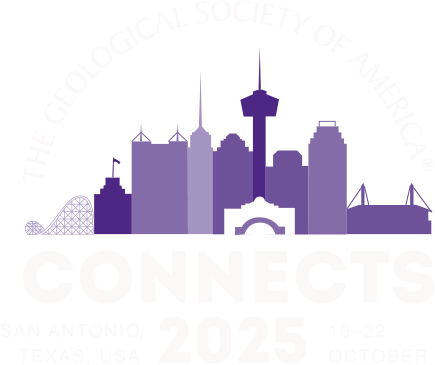 THE GEOLOGICAL SOCIETY OF AMERICA®
CONNECTS
SAN ANTONIO, TEXAS, USA
2025
19–22 OCTOBER